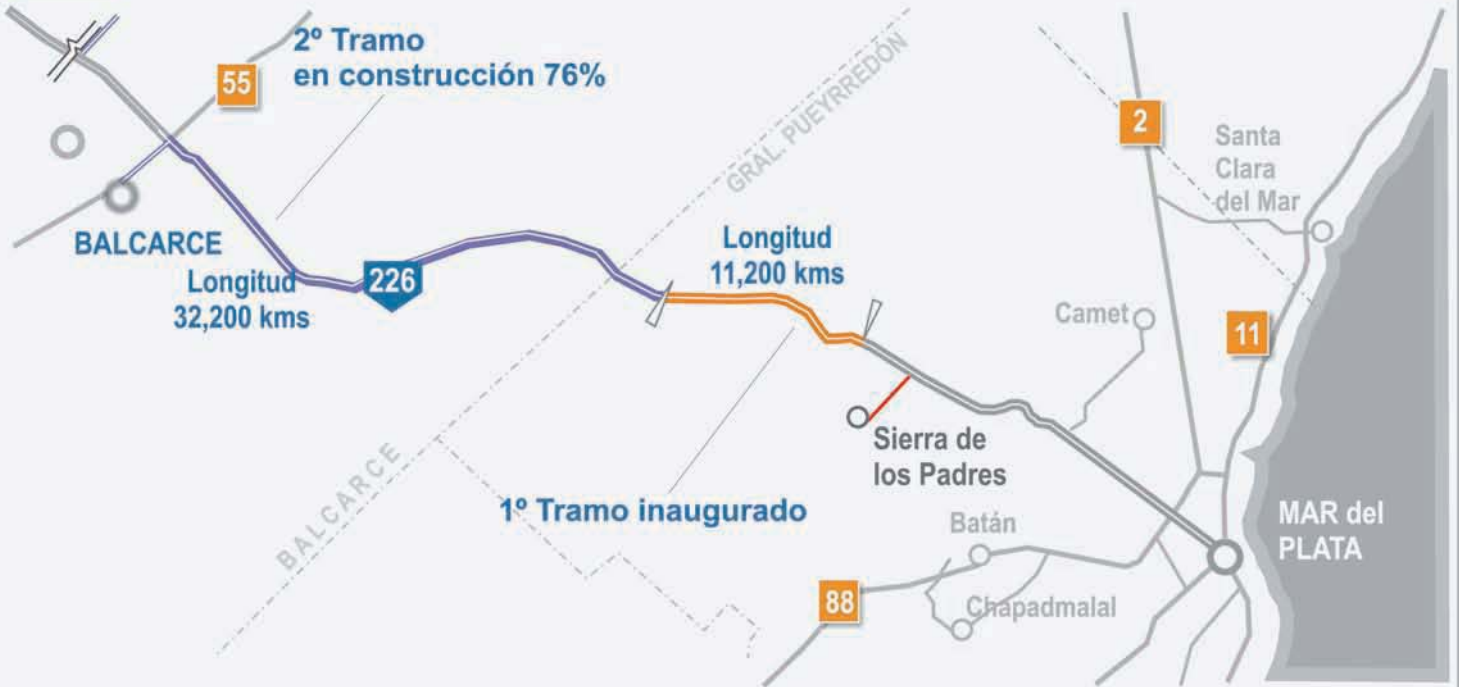 2º Tramo
en construcción 76%
55
2
Santa
Clara
del Mar
GRAL. PUEYRREDÓN
BALCARCE
Longitud
32,200 kms
226
Longitud
11,200 kms
Camet
11
Sierra de
los Padres
BALCARCE
1º Tramo inaugurado
Batán
MAR del
PLATA
88
Chapadmalal